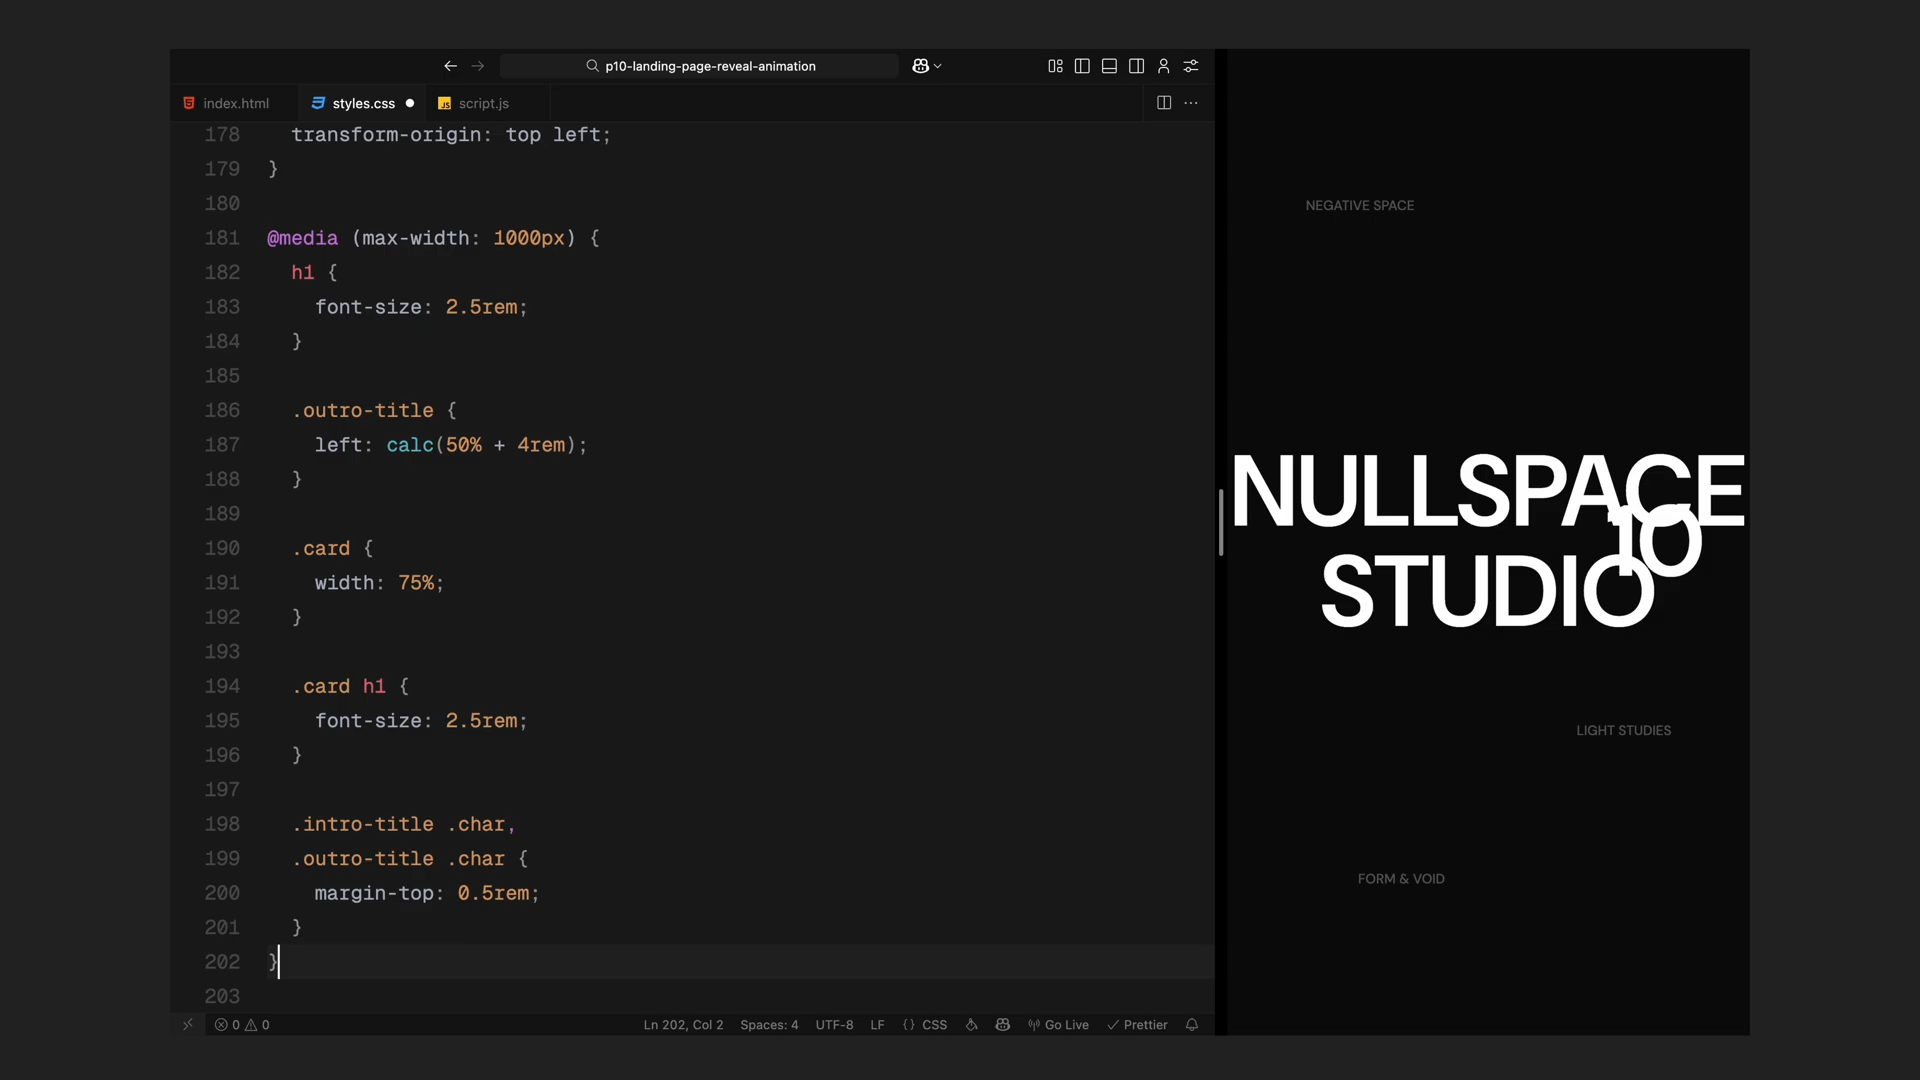 p10-landing-page-reveal-animation
index.html
styles.css
script.js
178 transform-origin: top left;
179 }
180
181 @media (max-width: 1000px) {
182 h1 {
183 font-size: 2.5rem;
184 }
185
186 .outro-title {
187 left: calc(50% + 4rem);
188 }
189
190 .card {
191 width: 75%;
192 }
193
194 .card h1 {
195 font-size: 2.5rem;
196 }
197
198 .intro-title .char,
199 .outro-title .char {
200 margin-top: 0.5rem;
201 }
202 }
203
0 0 Ln 202, Col 2 Spaces: 4 UTF-8 LF {} CSS Go Live Prettier
NEGATIVE SPACE
NULLSPACE
10
STUDIO
LIGHT STUDIES
FORM & VOID